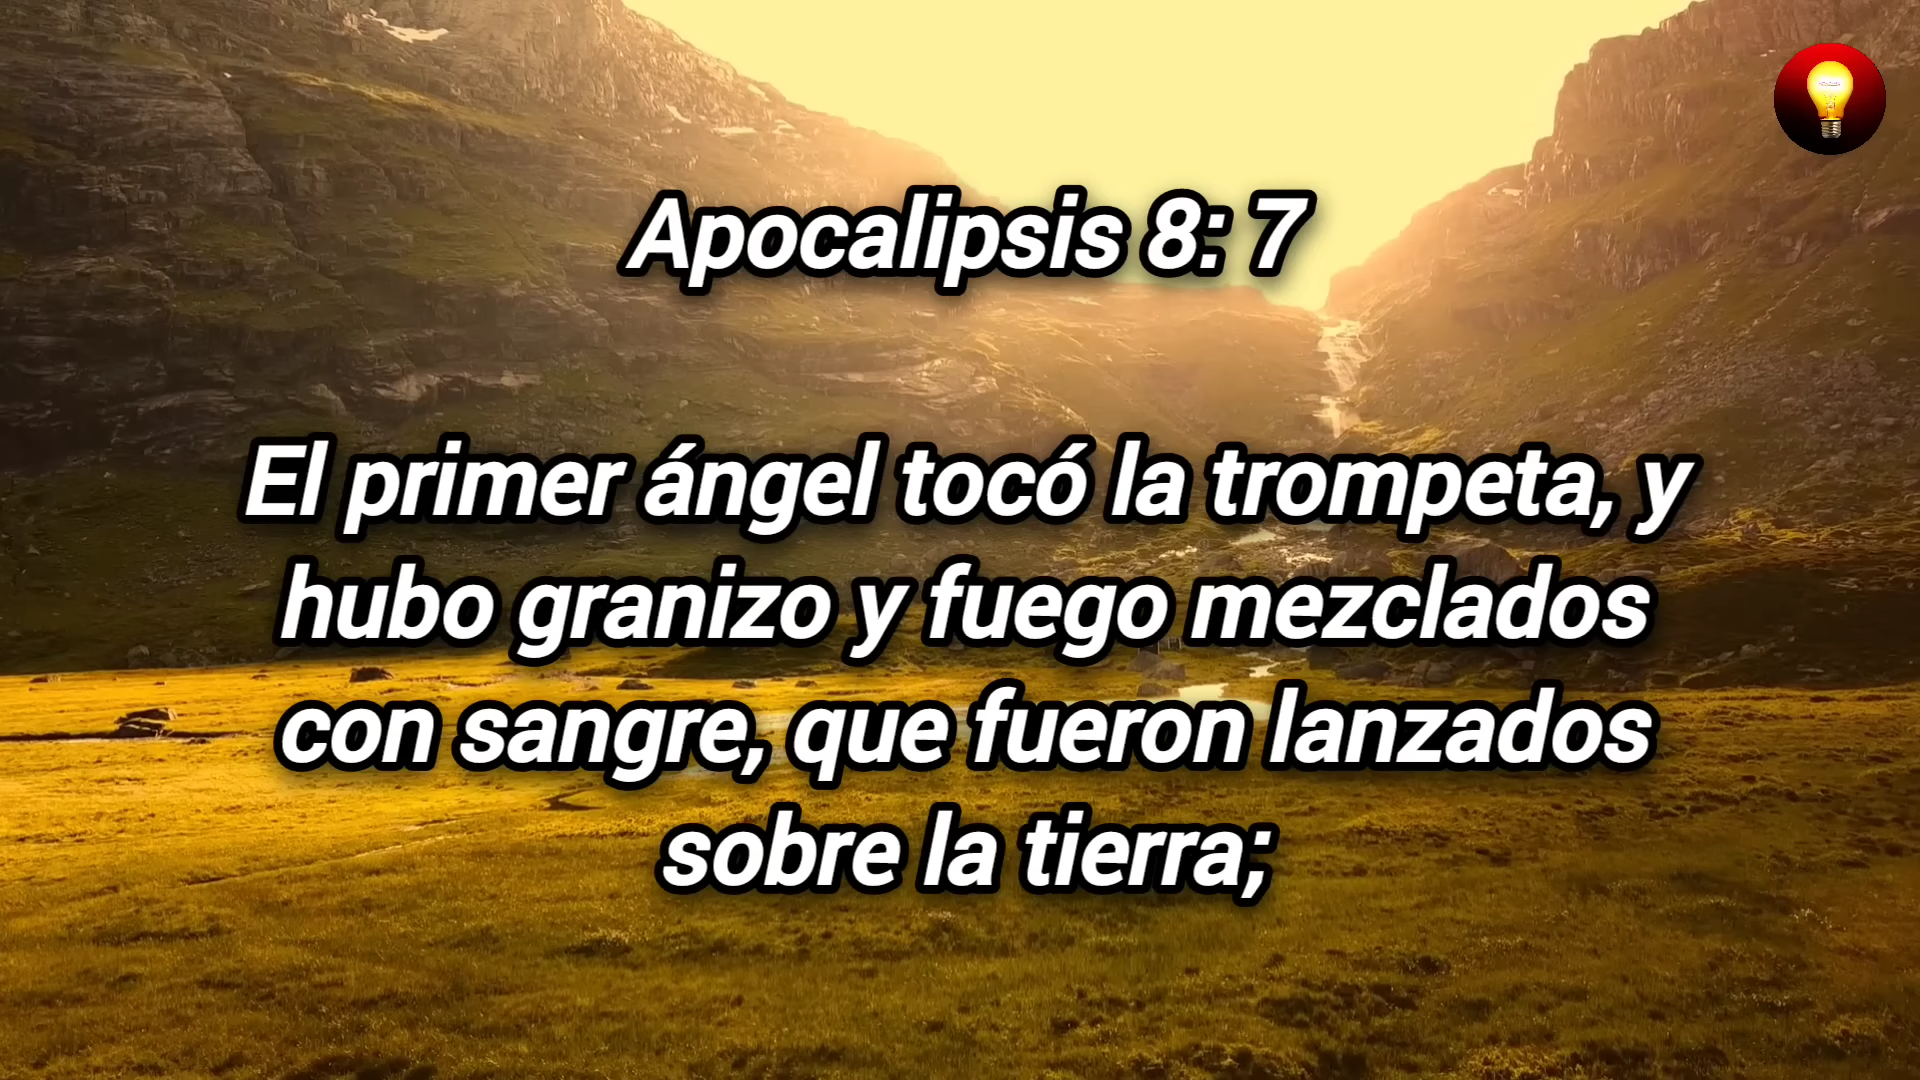 Apocalipsis 8: 7
El primer ángel tocó la trompeta, y
hubo granizo y fuego mezclados
con sangre, que fueron lanzados
sobre la tierra;